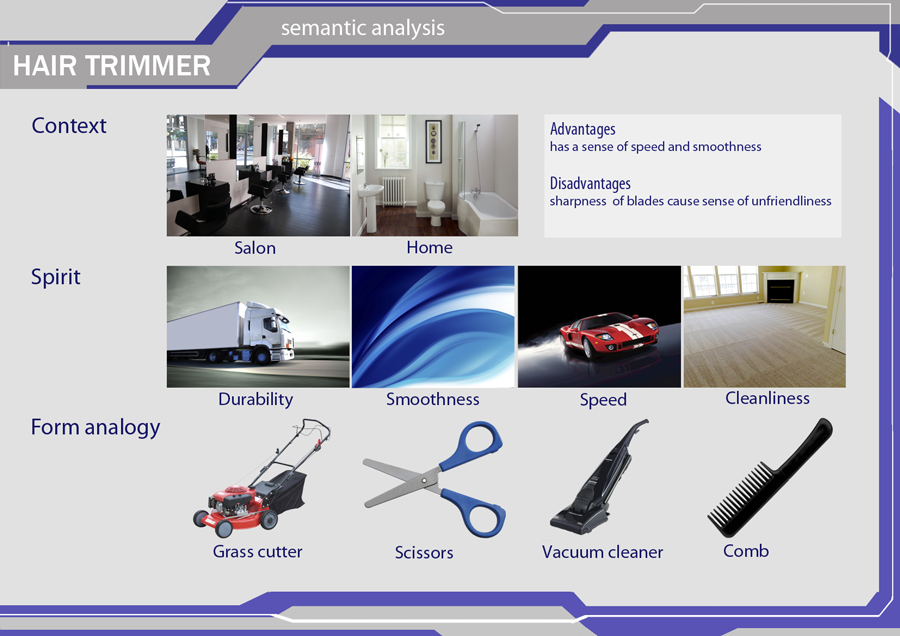 semantic analysis
HAIR TRIMMER
Context
Advantages
has a sense of speed and smoothness
Disadvantages
sharpness of blades cause sense of unfriendliness
Salon
Home
Spirit
Durability
Smoothness
Speed
Cleanliness
Form analogy
Grass cutter
Scissors
Vacuum cleaner
Comb